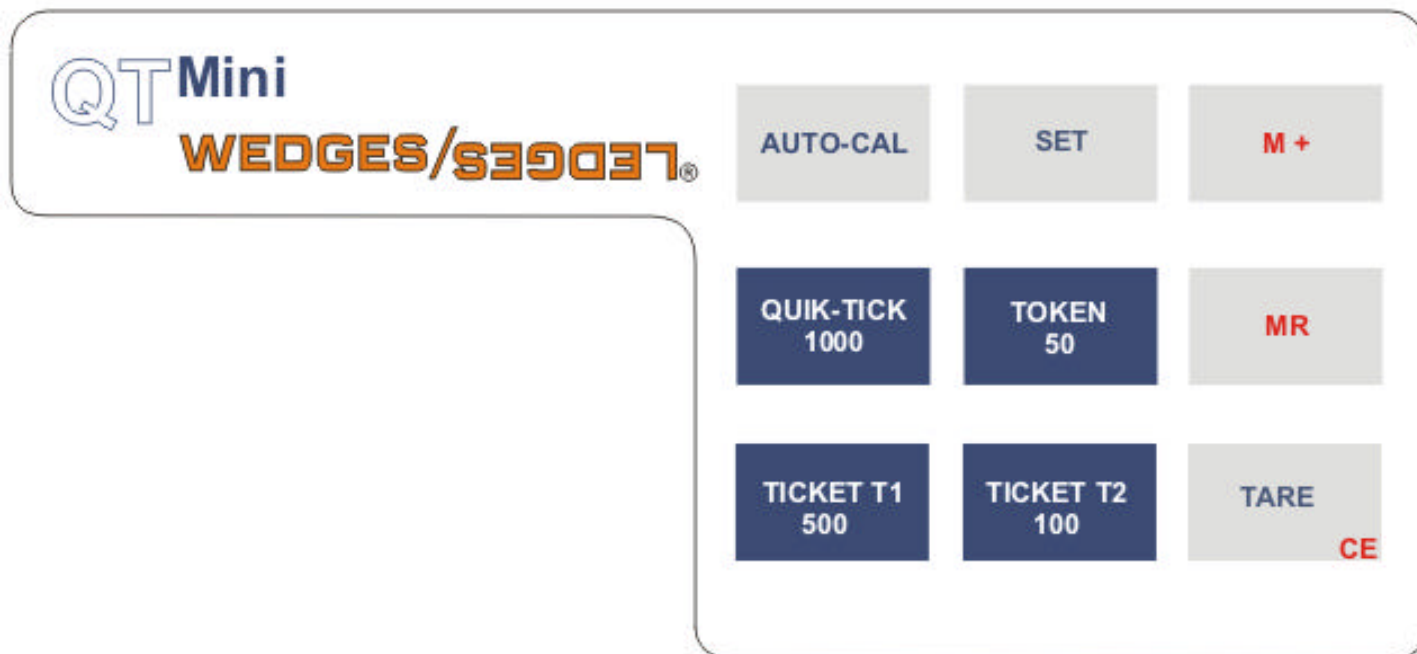 QT Mini
WEDGES/LEDGES®
AUTO-CAL
SET
M +
QUIK-TICK
1000
TOKEN
50
MR
TICKET T1
500
TICKET T2
100
TARE
CE